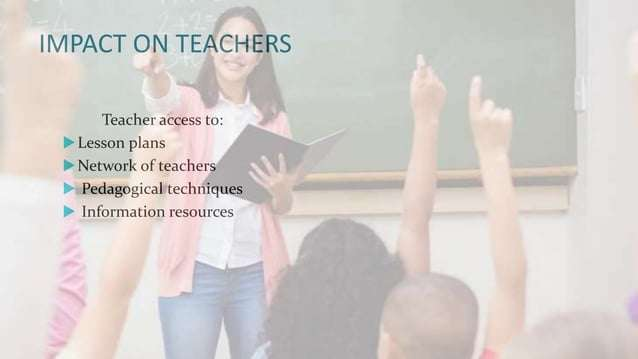 IMPACT ON TEACHERS
Teacher access to:
Lesson plans
Network of teachers
Pedagogical techniques
Information resources